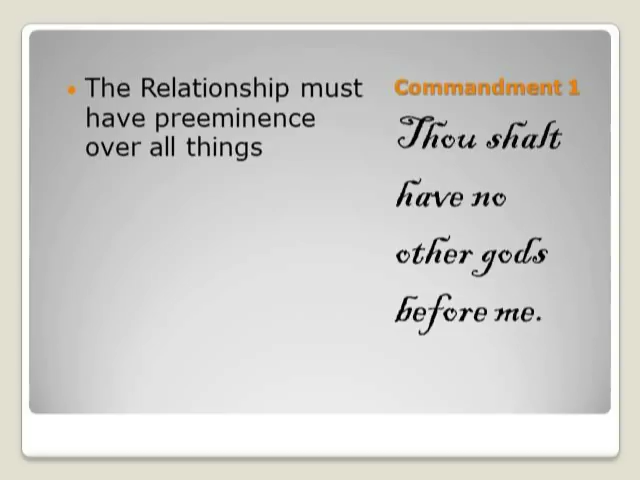 The Relationship must
have preeminence
over all things
Commandment 1
Thou shalt
have no
other gods
before me.